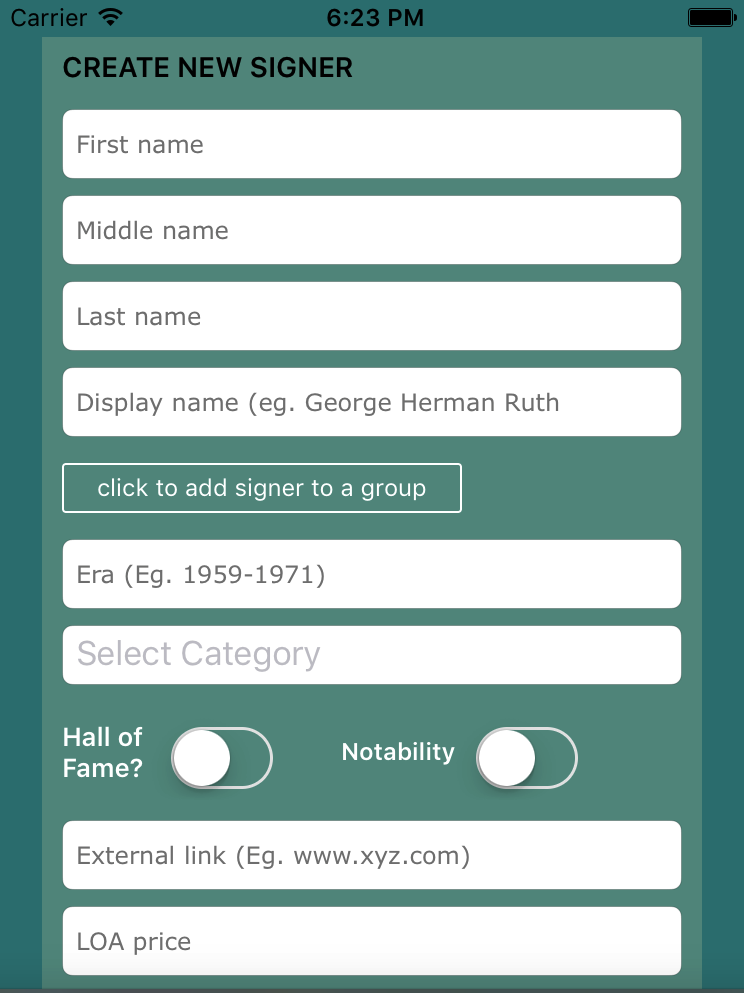 Carrier 6:23 PM
CREATE NEW SIGNER
First name
Middle name
Last name
Display name (eg. George Herman Ruth
click to add signer to a group
Era (Eg. 1959-1971)
Select Category
Hall of
Fame?
Notability
External link (Eg. www.xyz.com)
LOA price